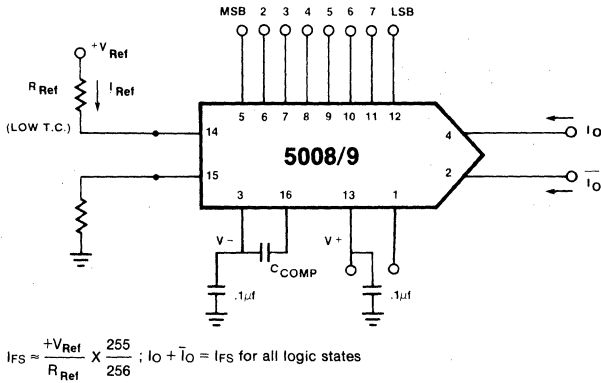 MSB 2 3 4 5 6 7 LSB
+VRef
RRef
IRef
(LOW T.C.)
5 6 7 8 9 10 11 12
14
4
IO
5008/9
15
2
I̅O
3 16 13 1
V−
CCOMP
V+
.1µf
.1µf
IFS ≈ +VRef / RRef X 255 / 256 ; IO + I̅O = IFS for all logic states